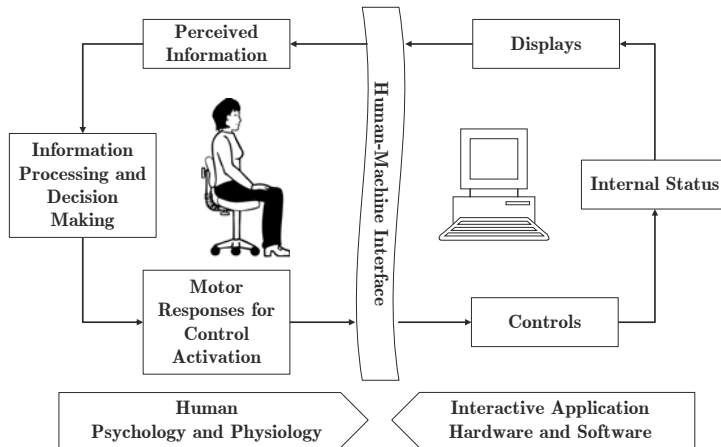 Perceived
Information
Displays
Human-Machine Interface
Information
Processing and
Decision
Making
Internal Status
Motor
Responses for
Control
Activation
Controls
Human
Psychology and Physiology
Interactive Application
Hardware and Software